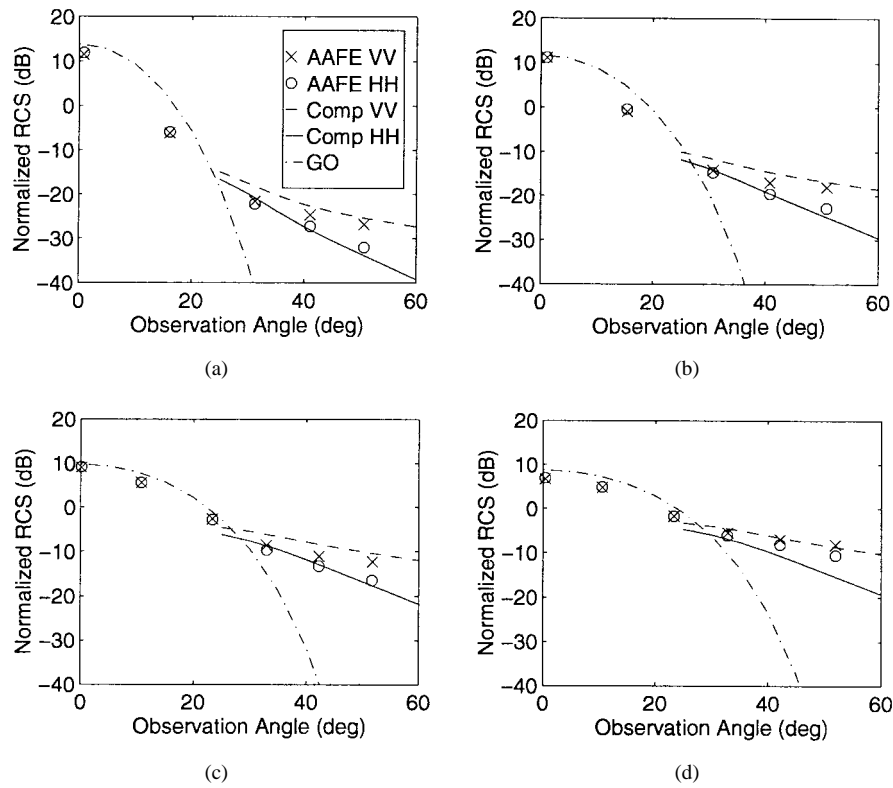 20
10
0
−10
−20
−30
−40
Normalized RCS (dB)
AAFE VV
AAFE HH
Comp VV
Comp HH
GO
0 20 40 60
Observation Angle (deg)
(a)
20
10
0
−10
−20
−30
−40
Normalized RCS (dB)
0 20 40 60
Observation Angle (deg)
(b)
20
10
0
−10
−20
−30
−40
Normalized RCS (dB)
0 20 40 60
Observation Angle (deg)
(c)
20
10
0
−10
−20
−30
−40
Normalized RCS (dB)
0 20 40 60
Observation Angle (deg)
(d)